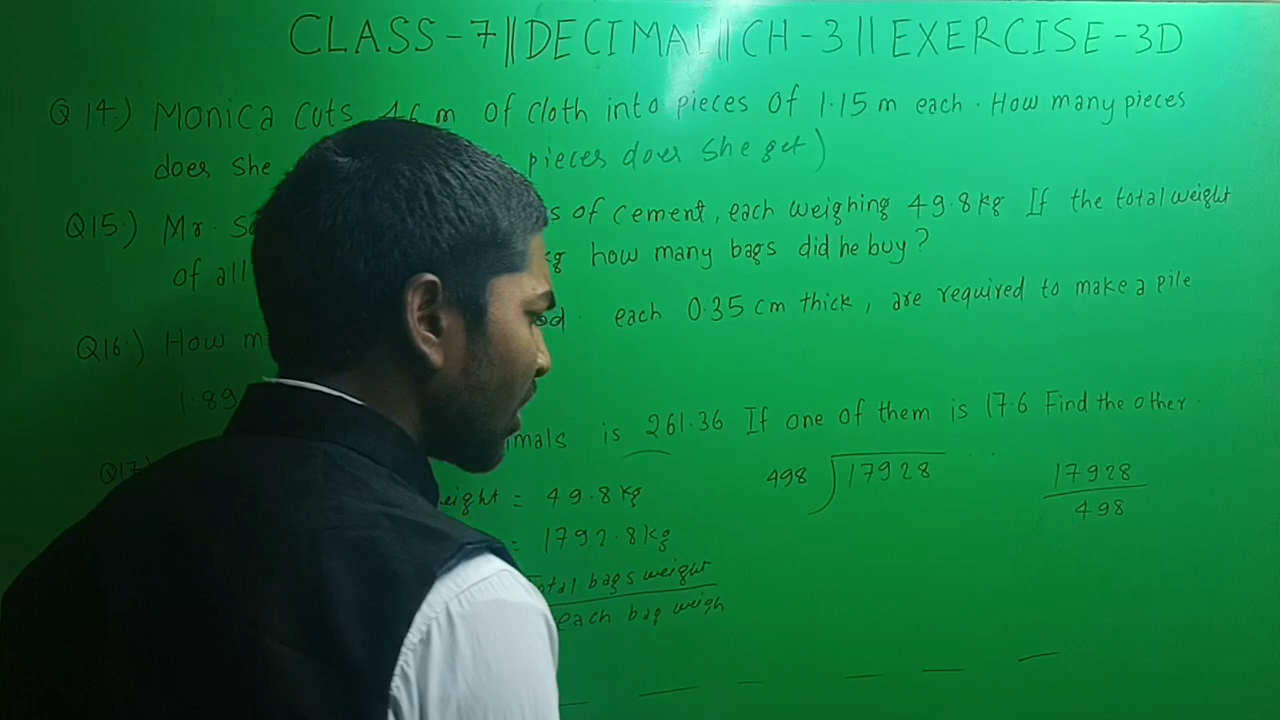 CLASS-7||DECIMAL||CH-3||EXERCISE-3D
Q 14.) Monica cuts 46 m of cloth into pieces of 1.15 m each. How many pieces
does she pieces does she get)
Q15.) Mr. of cement, each weighing 49.8 kg If the total weight
of all kg how many bags did he buy?
Q16.) How each 0.35 cm thick, are required to make a pile
1.89
Q17.) is 261.36 If one of them is 17.6 Find the other.
= 49.8 kg
= 1792.8 kg
bags weight
each bag weigh
498 17928
17928
498